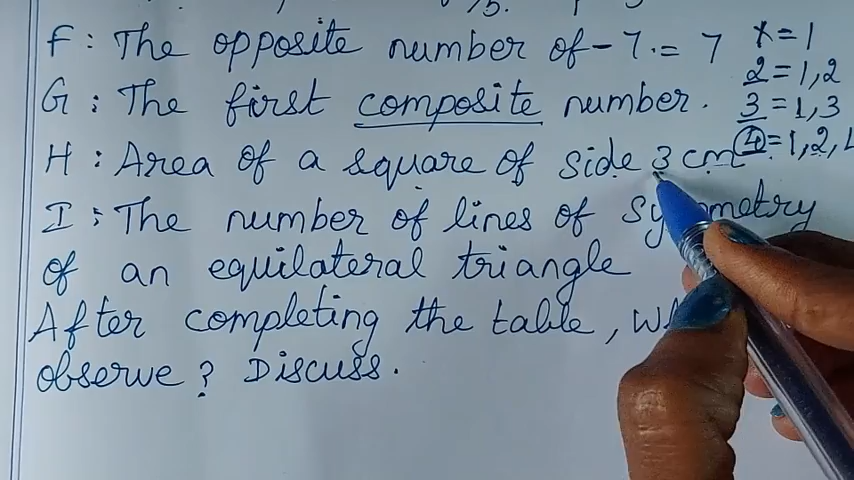 F : The opposite number of -7 = 7
x = 1
2 = 1,2
G : The first composite number.
3 = 1,3
H : Area of a square of side 3 cm
4 = 1, 2, 4
I : The number of lines of symmetry
of an equilateral triangle
After completing the table,
observe ? Discuss.